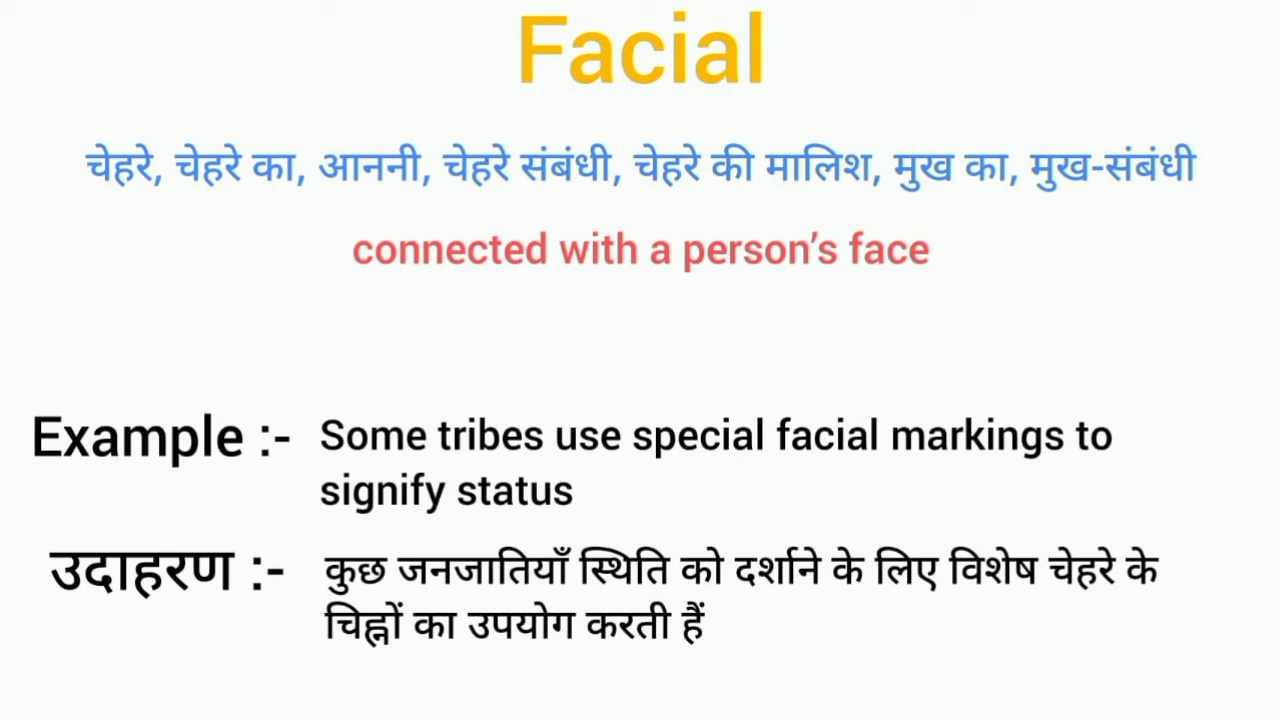 Facial
चेहरे, चेहरे का, आननी, चेहरे संबंधी, चेहरे की मालिश, मुख का, मुख-संबंधी
connected with a person’s face
Example :- Some tribes use special facial markings to
signify status
उदाहरण :- कुछ जनजातियाँ स्थिति को दर्शाने के लिए विशेष चेहरे के
चिह्नों का उपयोग करती हैं